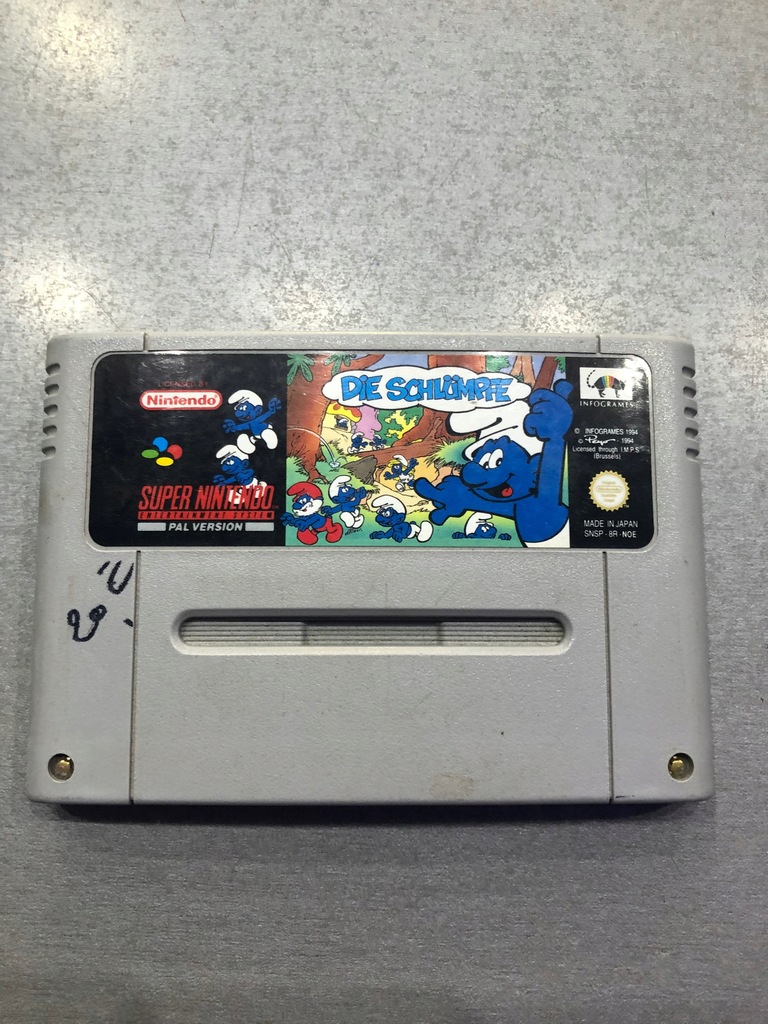 LICENSED BY
Nintendo
SUPER NINTENDO
ENTERTAINMENT SYSTEM
PAL VERSION
DIE SCHLÜMPFE
INFOGRAMES
© INFOGRAMES 1994
© Peyo - 1994
Licensed through I.M.P.S.
(Brussels)
MADE IN JAPAN
SNSP-8R-NOE